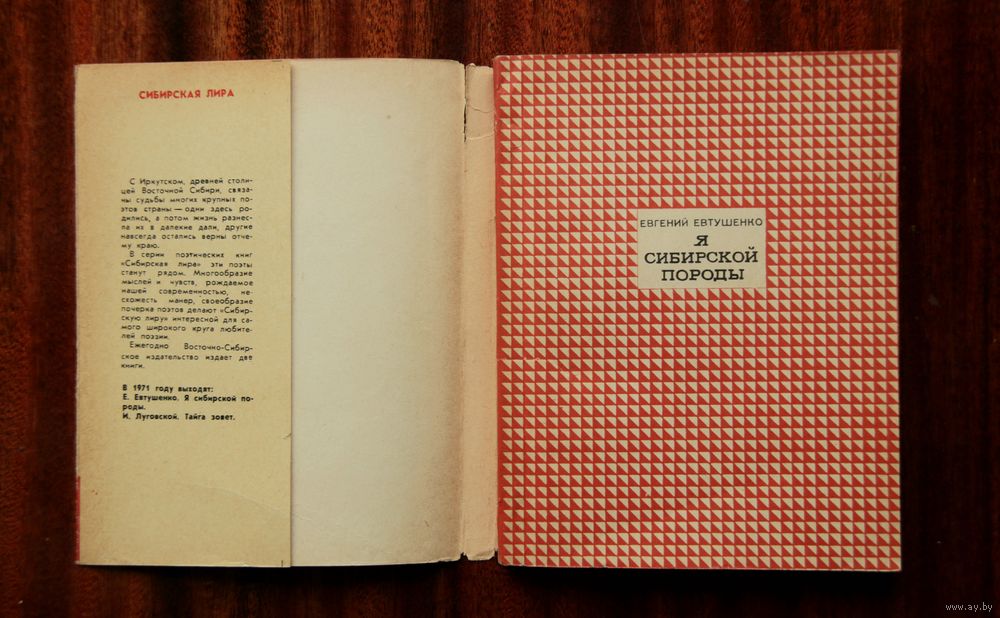 СИБИРСКАЯ ЛИРА
С Иркутском, древней столи-
цей Восточной Сибири, связа-
ны судьбы многих крупных по-
этов страны — одни здесь ро-
дились, а потом жизнь разнес-
ла их в далекие дали, другие
навсегда остались верны отче-
му краю.
В серии поэтических книг
«Сибирская лира» эти поэты
станут рядом. Многообразие
мыслей и чувств, рождаемое
нашей современностью, не-
схожесть манер, своеобразие
почерка поэтов делают «Сибир-
скую лиру» интересной для са-
мого широкого круга любите-
лей поэзии.
Ежегодно Восточно-Сибир-
ское издательство издает две
книги.
В 1971 году выходят:
Е. Евтушенко. Я сибирской по-
роды.
И. Луговской. Тайга зовет.
ЕВГЕНИЙ ЕВТУШЕНКО
Я
СИБИРСКОЙ
ПОРОДЫ
www.ay.by